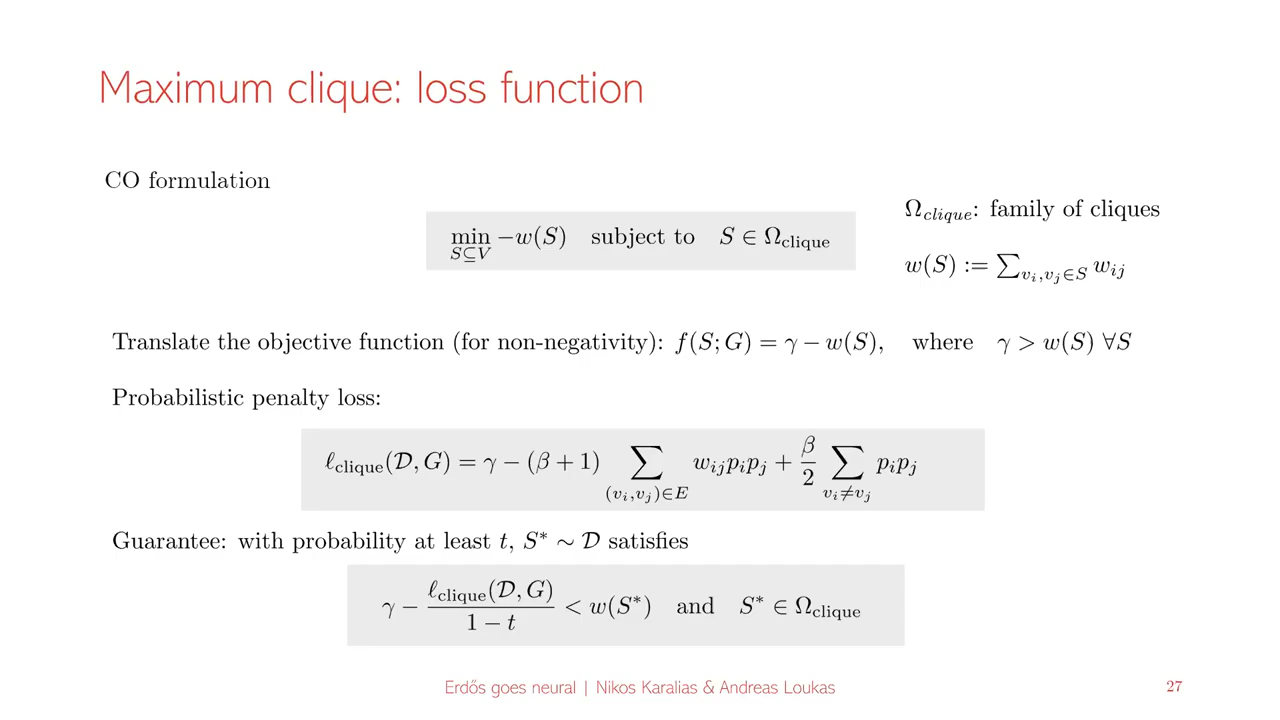 Maximum clique: loss function
CO formulation
min_{S⊆V} −w(S) subject to S ∈ Ω_clique
Ω_clique: family of cliques
w(S) := ∑_{v_i,v_j∈S} w_ij
Translate the objective function (for non-negativity): f(S; G) = γ − w(S), where γ > w(S) ∀S
Probabilistic penalty loss:
ℓ_clique(𝒟, G) = γ − (β + 1) ∑_{(v_i,v_j)∈E} w_ij p_i p_j + β/2 ∑_{v_i≠v_j} p_i p_j
Guarantee: with probability at least t, S* ∼ 𝒟 satisfies
γ − ℓ_clique(𝒟, G)/(1 − t) < w(S*) and S* ∈ Ω_clique
Erdős goes neural | Nikos Karalias & Andreas Loukas
27